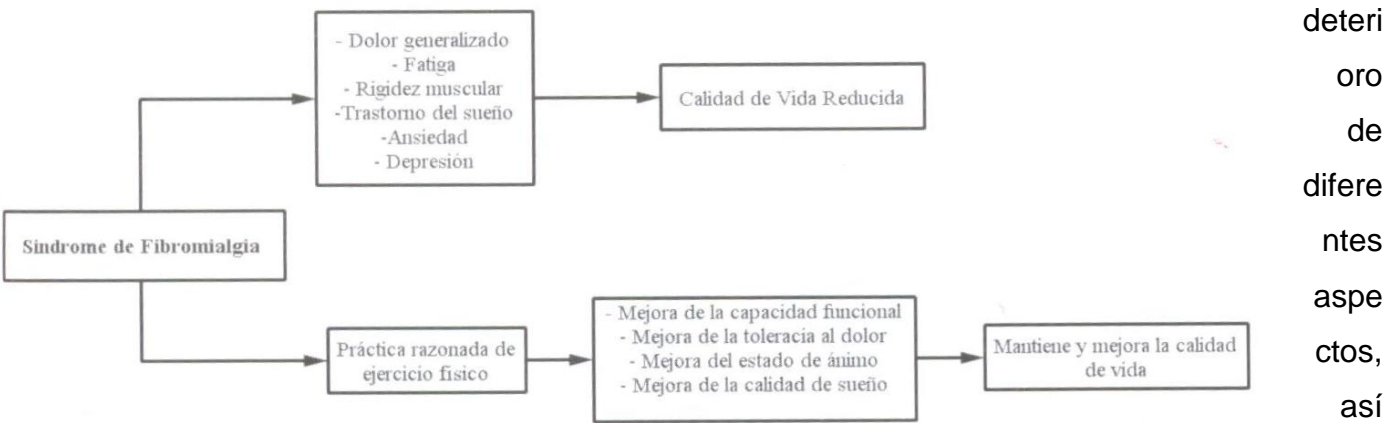 - Dolor generalizado
- Fatiga
- Rigidez muscular
-Trastorno del sueño
-Ansiedad
- Depresión
Calidad de Vida Reducida
Síndrome de Fibromialgia
Práctica razonada de
ejercicio físico
- Mejora de la capacidad funcional
- Mejora de la toleracia al dolor
- Mejora del estado de ánimo
- Mejora de la calidad de sueño
Mantiene y mejora la calidad
de vida
deteri
oro
de
difere
ntes
aspe
ctos,
así